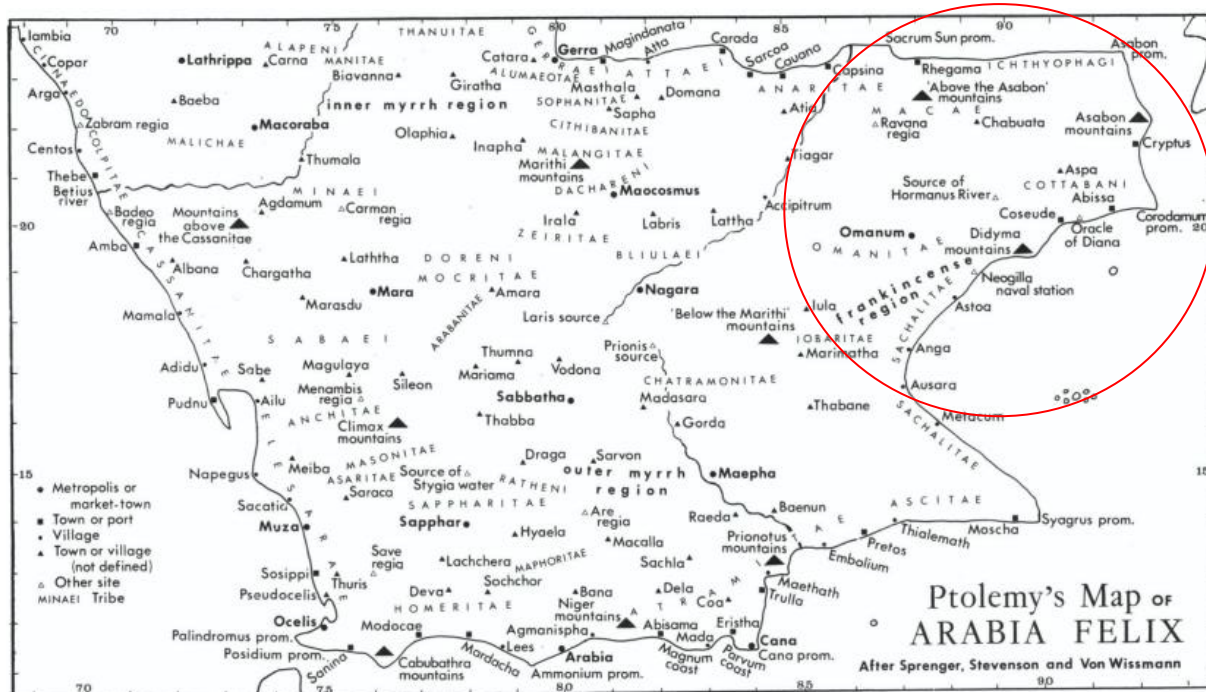 70
75
80
85
90
Iambia
Copar
Arga
Zabram regia
Centos
Thebe
Betius
river
Badeo
regia
Amba
Albana
Mamala
Adidu
Pudnu
Sabe
Ailu
Napegus
Sacatia
Muza
Sosippi
Pseudocelis
Ocelis
Palindromus prom.
Posidium prom.
Sanina
CINAEDOCOLPITAE
CASSANITAE
ELESARAE
Lathrippa
ALAPENI
Carna
MANITAE
Baeba
Macoraba
MALICHAE
Thumala
THANUITAE
Biavanna
Catara
Giratha
inner myrrh region
Olaphia
Inapha
MINAEI
Agdamum
Carman
regia
Mountains
above
the Cassanitae
Chargatha
Laththa
DORENI
MOCRITAE
Mara
Marasdu
Amara
ARABANITAE
SABAEI
Gerra
GERRAEI
Magindanata
Atta
ATTAEI
ALUMAEOTAE
Masthala
SOPHANITAE
Domana
Sapha
CITHIBANITAE
MALANGITAE
Marithi
mountains
DACHARENI
Maocosmus
Irala
Labris
Lattha
ZEIRITAE
BLIULAEI
Nagara
Laris source
Carada
Sarcoa
Cauana
Capsina
ANARITAE
Atia
Tiagar
Accipitrum
Sacrum Sun prom.
Asabon
prom.
Rhegama
ICHTHYOPHAGI
'Above the Asabon'
mountains
MACAE
Ravana
regia
Chabuata
Asabon
mountains
Cryptus
Aspa
COTTABANI
Source of
Hormanus River
Abissa
Coseude
Corodamum
prom.
20
20
Oracle
of Diana
Omanum
OMANITAE
Didyma
mountains
Neogilla
naval station
frankincense
region
SACHALITAE
Astoa
Iula
'Below the Marithi'
mountains
IOBARITAE
Marimatha
Anga
Ausara
Thabane
Metacum
SACHALITAE
Prionis
source
CHATRAMONITAE
Madasara
Gorda
Magulaya
Menambis
regia
Sileon
Thumna
Mariama
Vodona
Sabbatha
Thabba
ANCHITAE
Climax
mountains
MASONITAE
Meiba
ASARITAE
Saraca
Source of
Stygia water
Draga
RATHENI
Sarvon
outer myrrh
region
SAPPHARITAE
Sapphar
Hyaela
Are
regia
Macalla
Maepha
Raeda
Baenun
15
15
ASCITAE
Syagrus prom.
Moscha
Thialemath
Pretos
Embolium
Prionotus
mountains
Maethath
Trulla
Save
regia
Thuris
Lachchera
MAPHORITAE
Sachla
Deva
Sochchor
Bana
Dela
Coa
HOMERITAE
Niger
mountains
Abisama
Eristha
Modocae
Mardacha
Lees
Agmanispha
Arabia
Mada
Magnum
coast
Parvum
coast
Cana
Cana prom.
Cabubathra
mountains
Ammonium prom.
Metropolis or
market-town
Town or port
Village
Town or village
(not defined)
Other site
MINAEI Tribe
Ptolemy's Map OF
ARABIA FELIX
After Sprenger, Stevenson and Von Wissmann
70
75
80
85
90